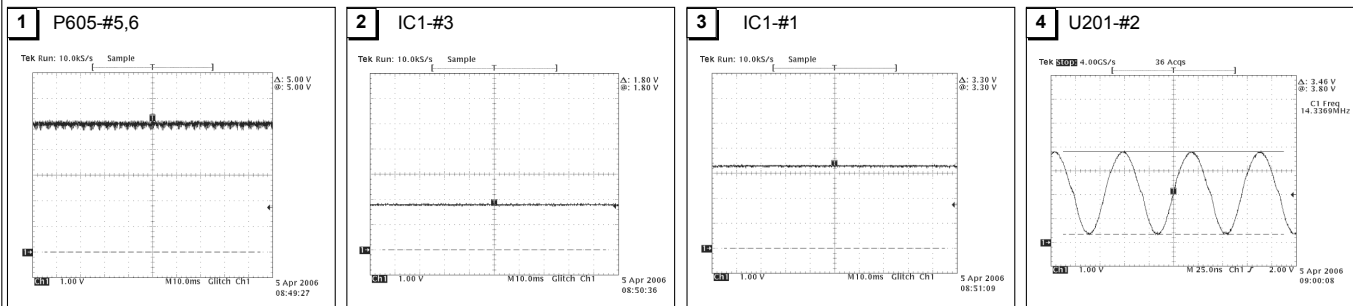 1 P605-#5,6
Tek Run: 10.0kS/s Sample
Δ: 5.00 V
@: 5.00 V
T
1
Ch1 1.00 V M10.0ms Glitch Ch1
5 Apr 2006
08:49:27
2 IC1-#3
Tek Run: 10.0kS/s Sample
Δ: 1.80 V
@: 1.80 V
T
1
Ch1 1.00 V M10.0ms Glitch Ch1
5 Apr 2006
08:50:36
3 IC1-#1
Tek Run: 10.0kS/s Sample
Δ: 3.30 V
@: 3.30 V
T
1
Ch1 1.00 V M10.0ms Glitch Ch1
5 Apr 2006
08:51:09
4 U201-#2
Tek Stop: 4.00GS/s 36 Acqs
Δ: 3.46 V
@: 3.80 V
C1 Freq
14.3369MHz
T
1
Ch1 1.00 V M 25.0ns Ch1 2.00 V
5 Apr 2006
09:00:08